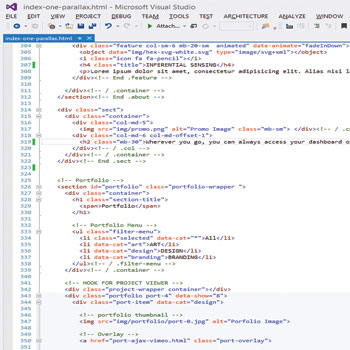 index-one-parallax.html - Microsoft Visual Studio
FILE EDIT VIEW PROJECT DEBUG TEAM TOOLS TEST ARCHITECTURE ANALYZE WINDOW
Attach...
index-one-parallax.html
304 <div class="feature col-sm-6 mb-20-sm animated" data-animate="fadeInDown">
305 <object data="img/hex-svg-white.svg" type="image/svg+xml"></object>
306 <i class="icon fa fa-pencil"></i>
307 <h4 class="title">INFERENTIAL SENSING</h4>
308 <p>Lorem ipsum dolor sit amet, consectetur adipisicing elit. Alias nisi l
309 </div><!-- End .feature -->
310
311 </div><!-- / .container -->
312 </section><!-- End .about -->
313
314 <div class="sect">
315 <div class="container">
316 <div class="col-md-5">
317 <img src="img/promo.png" alt="Promo Image" class="mb-sm"> </div><!-- / .c
318 <div class="col-md-6 col-md-offset-1">
319 <h2 class="mb-30">Wherever you go, you can always access your dashboard o
320 </div><!-- / .col -->
321 </div><!-- / .container -->
322 </div><!-- End .sect -->
323
324
325 <!-- Portfolio -->
326 <section id="portfolio" class="portfolio-wrapper ">
327 <div class="container">
328 <h1 class="section-title">
329 <span>Portfolio</span>
330 </h1>
331
332 <!-- Portfolio Menu -->
333 <ul class="filter-menu">
334 <li class="selected" data-cat="*">All</li>
335 <li data-cat="art">ART</li>
336 <li data-cat="design">DESIGN</li>
337 <li data-cat="branding">BRANDING</li>
338 </ul><!-- / .filter-menu -->
339 </div><!-- / .container -->
340
341 <!-- HOOK FOR PROJECT VIEWER -->
342 <div class="project-wrapper container"></div>
343 <div class="portfolio port-4" data-show="8">
344 <div class="port-item" data-cat="design">
345
346 <!-- portfolio thumbnail -->
347 <img src="img/portfolio/port-0.jpg" alt="Porfolio Image">
348
349 <!-- Overlay -->
350 <a href="port-ajax-vimeo.html" class="port-overlay">
351